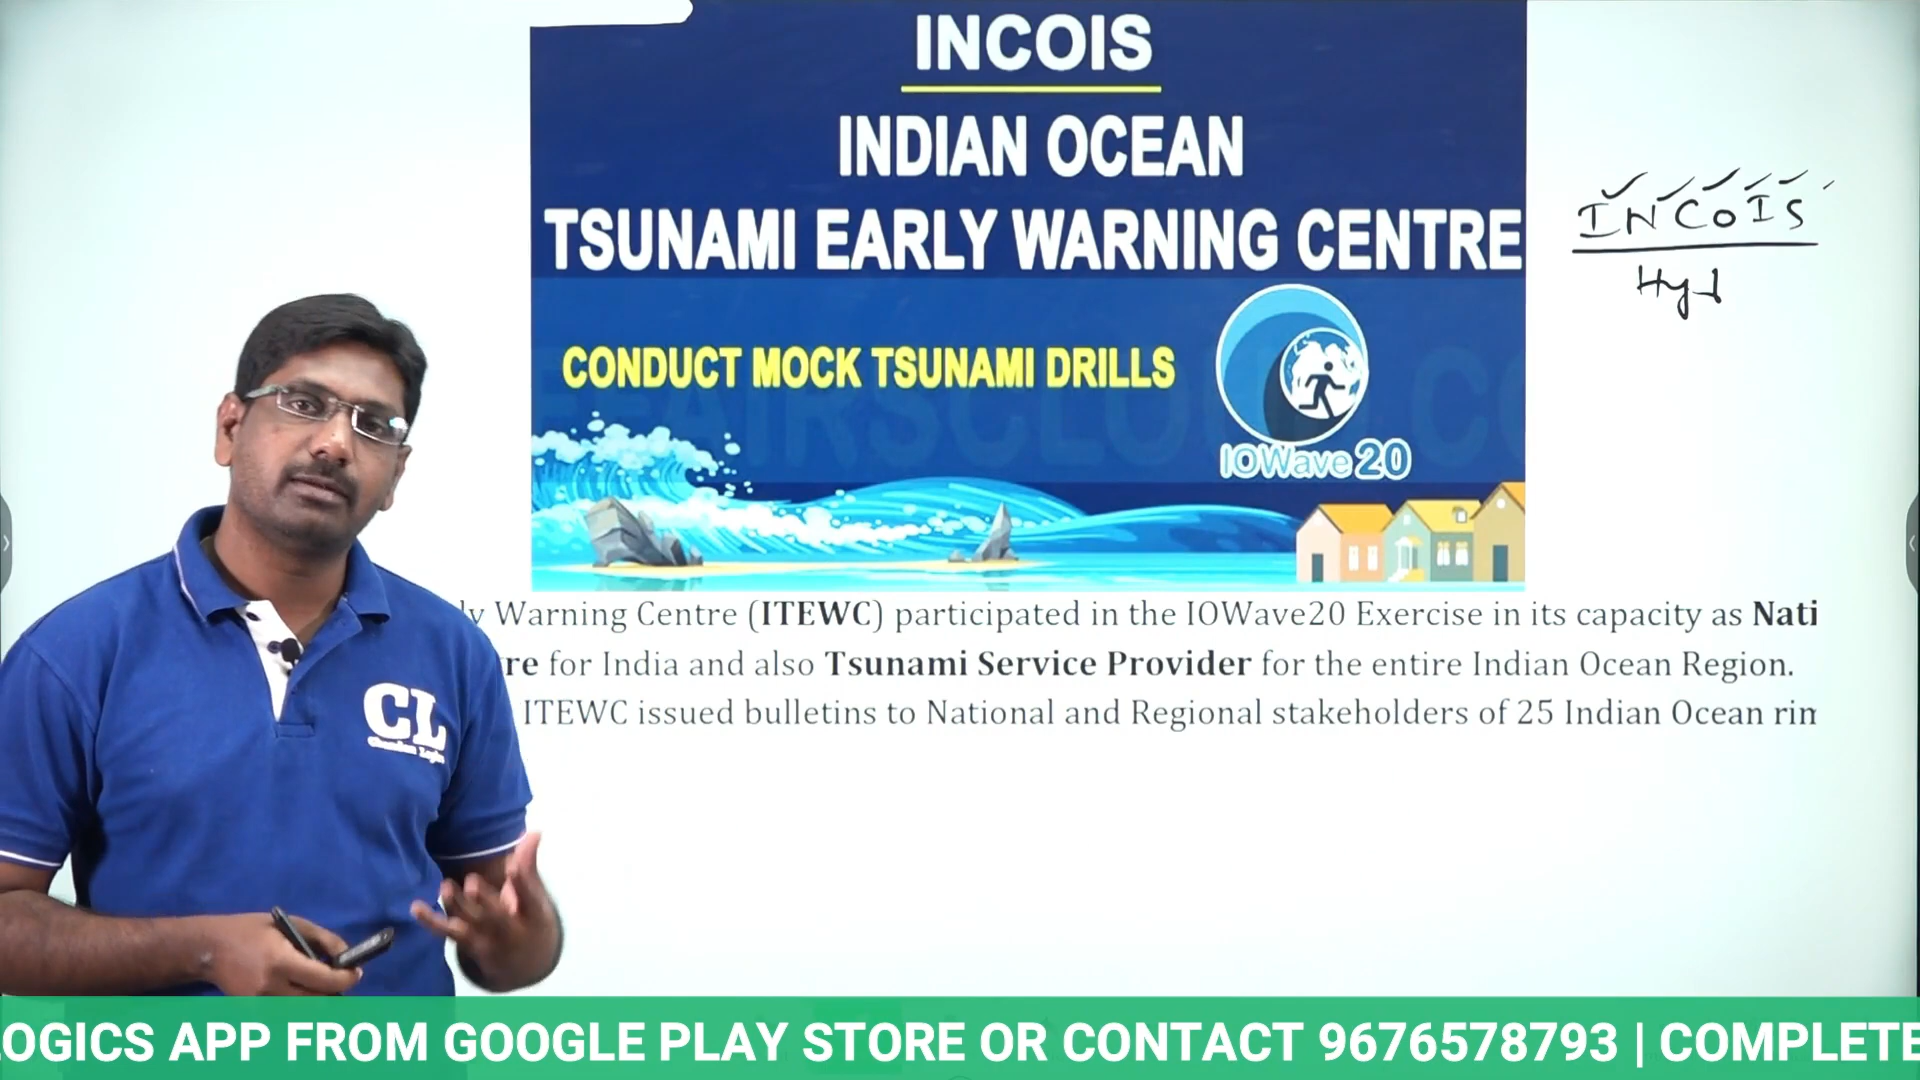 INCOIS
INDIAN OCEAN
TSUNAMI EARLY WARNING CENTRE
CONDUCT MOCK TSUNAMI DRILLS
IOWave20
INCOIS
Hyd
Warning Centre (ITEWC) participated in the IOWave20 Exercise in its capacity as Nati
re for India and also Tsunami Service Provider for the entire Indian Ocean Region.
ITEWC issued bulletins to National and Regional stakeholders of 25 Indian Ocean rim
CL
LOGICS APP FROM GOOGLE PLAY STORE OR CONTACT 9676578793 | COMPLETE